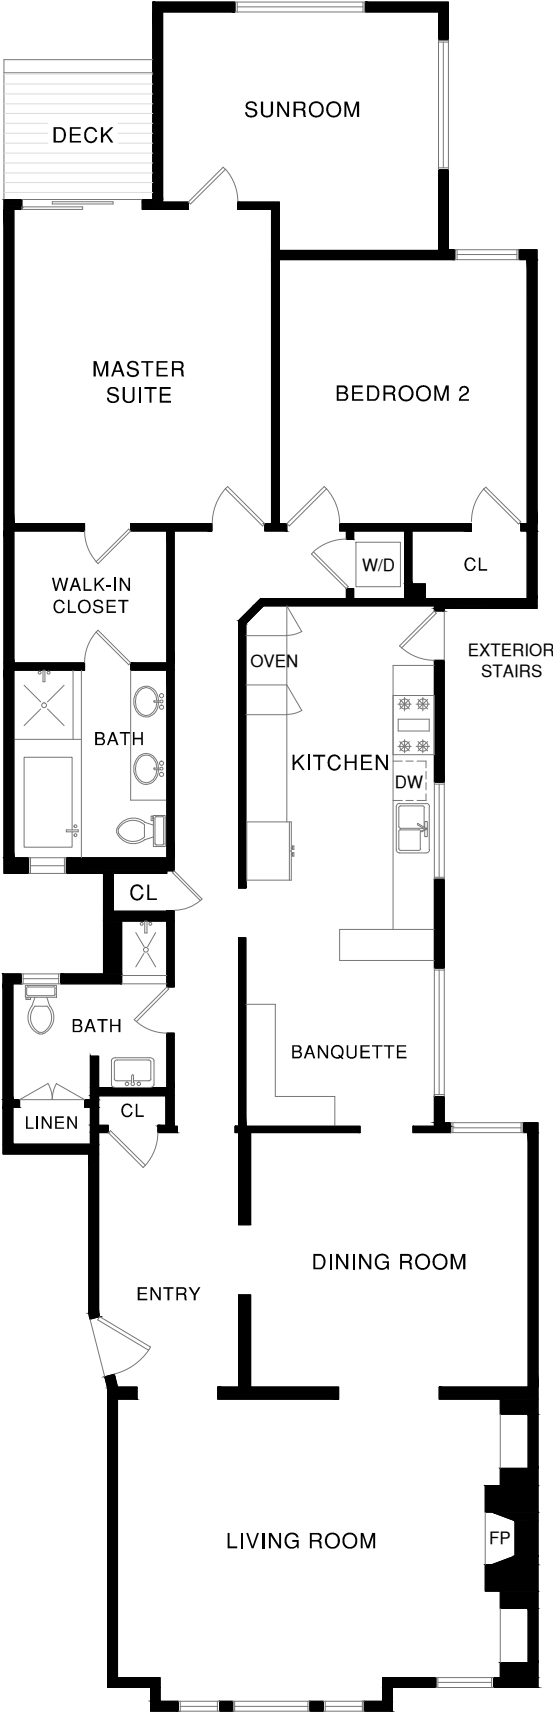 SUNROOM
DECK
MASTER
SUITE
BEDROOM 2
W/D
CL
WALK-IN
CLOSET
EXTERIOR
STAIRS
OVEN
BATH
KITCHEN
DW
CL
BATH
BANQUETTE
CL
LINEN
DINING ROOM
ENTRY
FP
LIVING ROOM